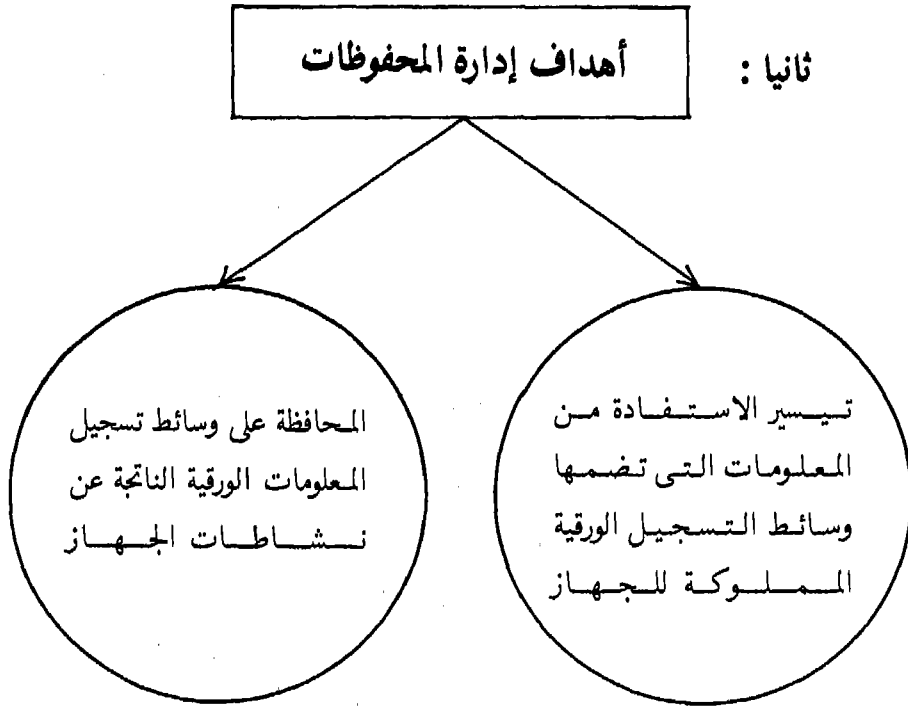 ثانيا :
أهداف إدارة المحفوظات
تيسير الاستفادة من
المعلومات التى تضمها
وسائط التسجيل الورقية
المملوكة للجهاز
المحافظة على وسائط تسجيل
المعلومات الورقية الناتجة عن
نشاطات الجهاز